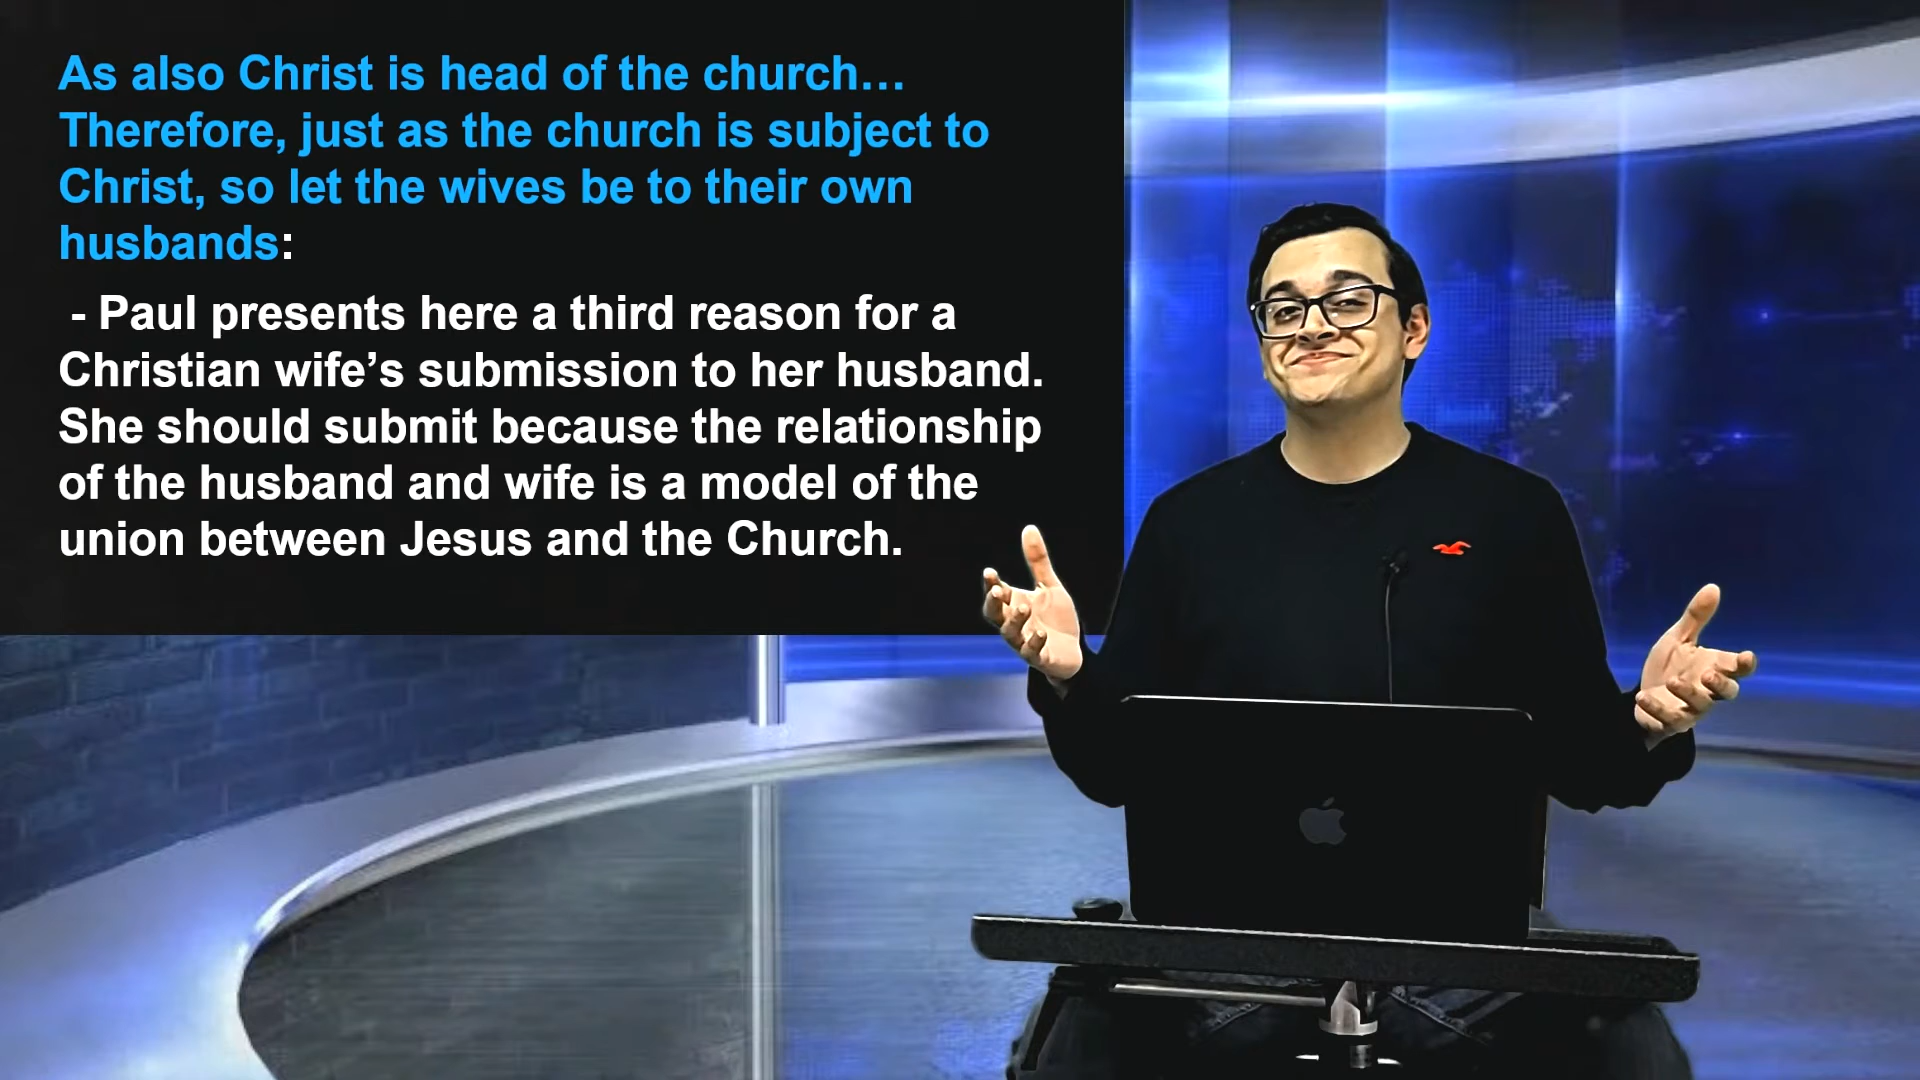 As also Christ is head of the church…
Therefore, just as the church is subject to
Christ, so let the wives be to their own
husbands:
- Paul presents here a third reason for a
Christian wife’s submission to her husband.
She should submit because the relationship
of the husband and wife is a model of the
union between Jesus and the Church.